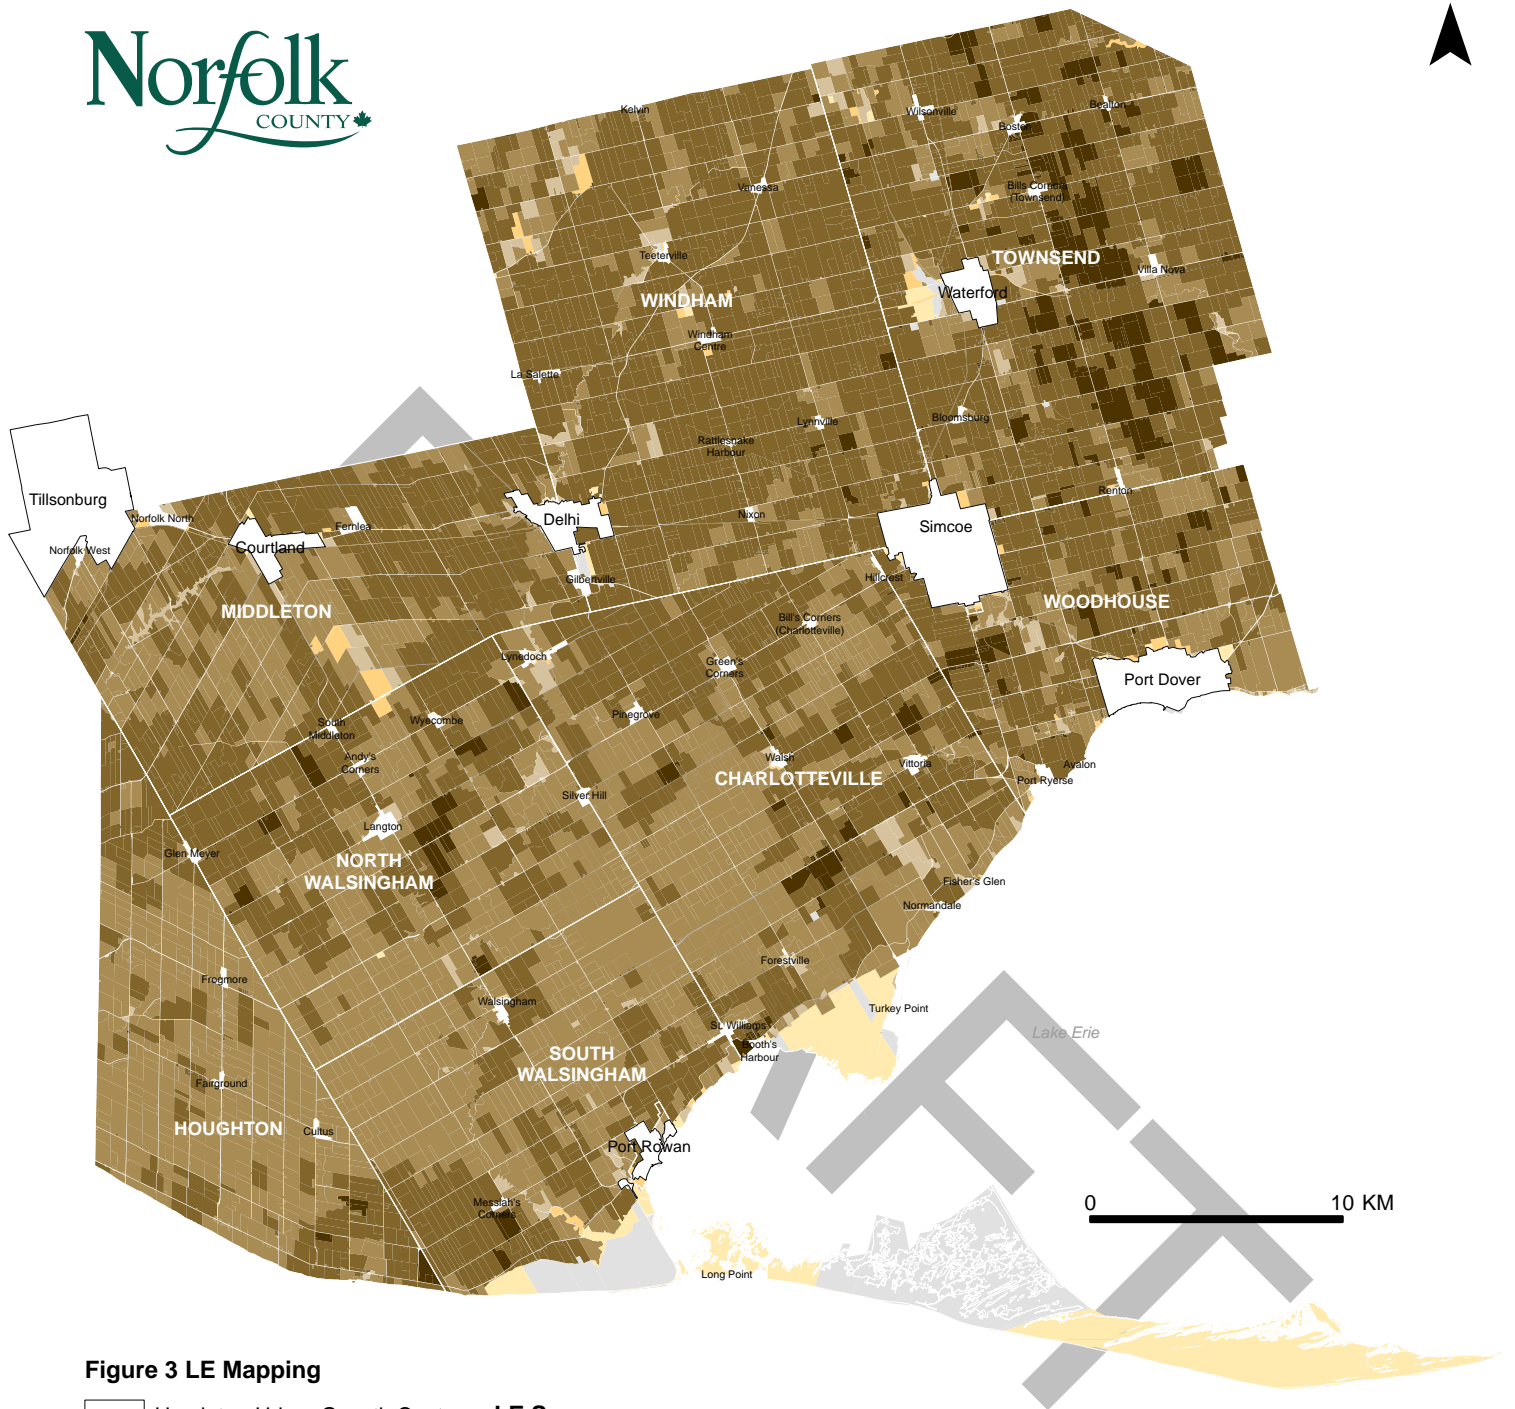 Norfolk
COUNTY
Kelvin
Wilsonville
Boston
Bealton
Vanessa
Bills Corners
(Townsend)
Teeterville
TOWNSEND
Villa Nova
WINDHAM
Waterford
Windham
Centre
La Salette
Lynnville
Bloomsburg
Rattlesnake
Harbour
Tillsonburg
Norfolk North
Fernlea
Delhi
Nixon
Simcoe
Renton
Norfolk West
Courtland
Gilbertville
Hillcrest
MIDDLETON
WOODHOUSE
Bill's Corners
(Charlotteville)
Lynedoch
Green's
Corners
Port Dover
South
Middleton
Wyecombe
Pinegrove
Andy's
Corners
Walsh
Vittoria
Avalon
Port Ryerse
CHARLOTTEVILLE
Silver Hill
Langton
Glen Meyer
NORTH
WALSINGHAM
Fisher's Glen
Normandale
Forestville
Frogmore
Walsingham
Turkey Point
St. Williams
Booth's
Harbour
Lake Erie
SOUTH
WALSINGHAM
Fairground
HOUGHTON
Cultus
Port Rowan
Messiah's
Corners
0 10 KM
Long Point
Figure 3 LE Mapping